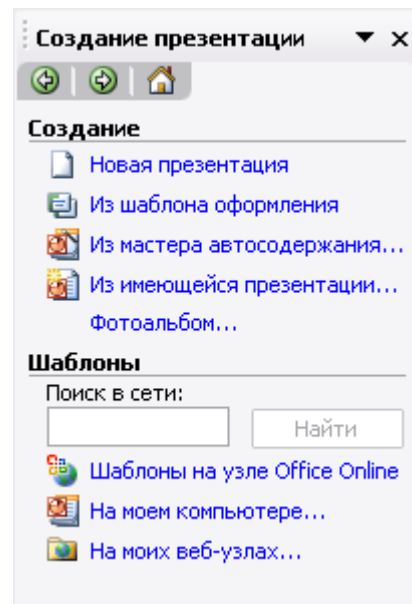 Создание презентации
Создание
Новая презентация
Из шаблона оформления
Из мастера автосодержания...
Из имеющейся презентации...
Фотоальбом...
Шаблоны
Поиск в сети:
Найти
Шаблоны на узле Office Online
На моем компьютере...
На моих веб-узлах...